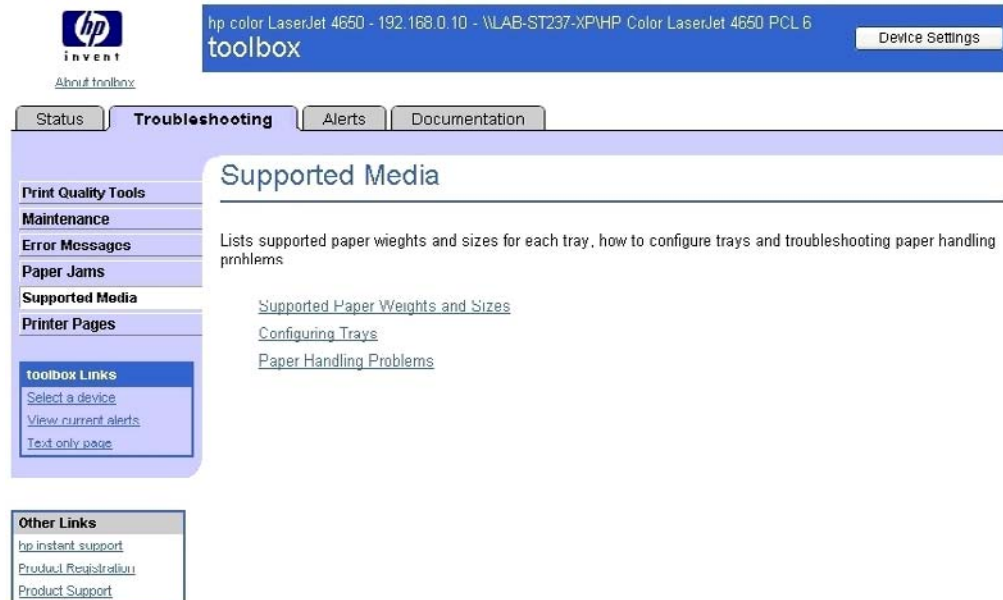 hp
invent
About toolbox
hp color LaserJet 4650 - 192.168.0.10 - \\LAB-ST237-XP\HP Color LaserJet 4650 PCL 6
toolbox
Device Settings
Status
Troubleshooting
Alerts
Documentation
Print Quality Tools
Maintenance
Error Messages
Paper Jams
Supported Media
Printer Pages
toolbox Links
Select a device
View current alerts
Text only page
Other Links
hp instant support
Product Registration
Product Support
Supported Media
Lists supported paper wieghts and sizes for each tray, how to configure trays and troubleshooting paper handling
problems
Supported Paper Weights and Sizes
Configuring Trays
Paper Handling Problems